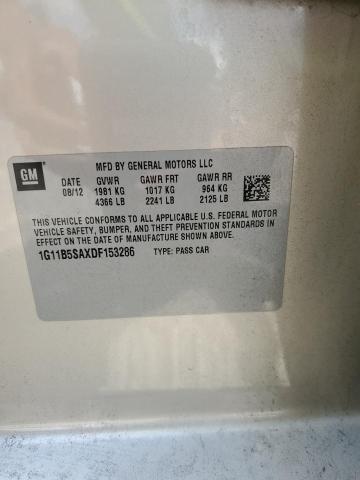 GM
MFD BY GENERAL MOTORS LLC
DATE GVWR GAWR FRT GAWR RR
08/12 1981 KG 1017 KG 964 KG
4366 LB 2241 LB 2125 LB
THIS VEHICLE CONFORMS TO ALL APPLICABLE U.S. FEDERAL MOTOR
VEHICLE SAFETY, BUMPER, AND THEFT PREVENTION STANDARDS IN
EFFECT ON THE DATE OF MANUFACTURE SHOWN ABOVE.
1G11B5SAXDF153286 TYPE: PASS CAR